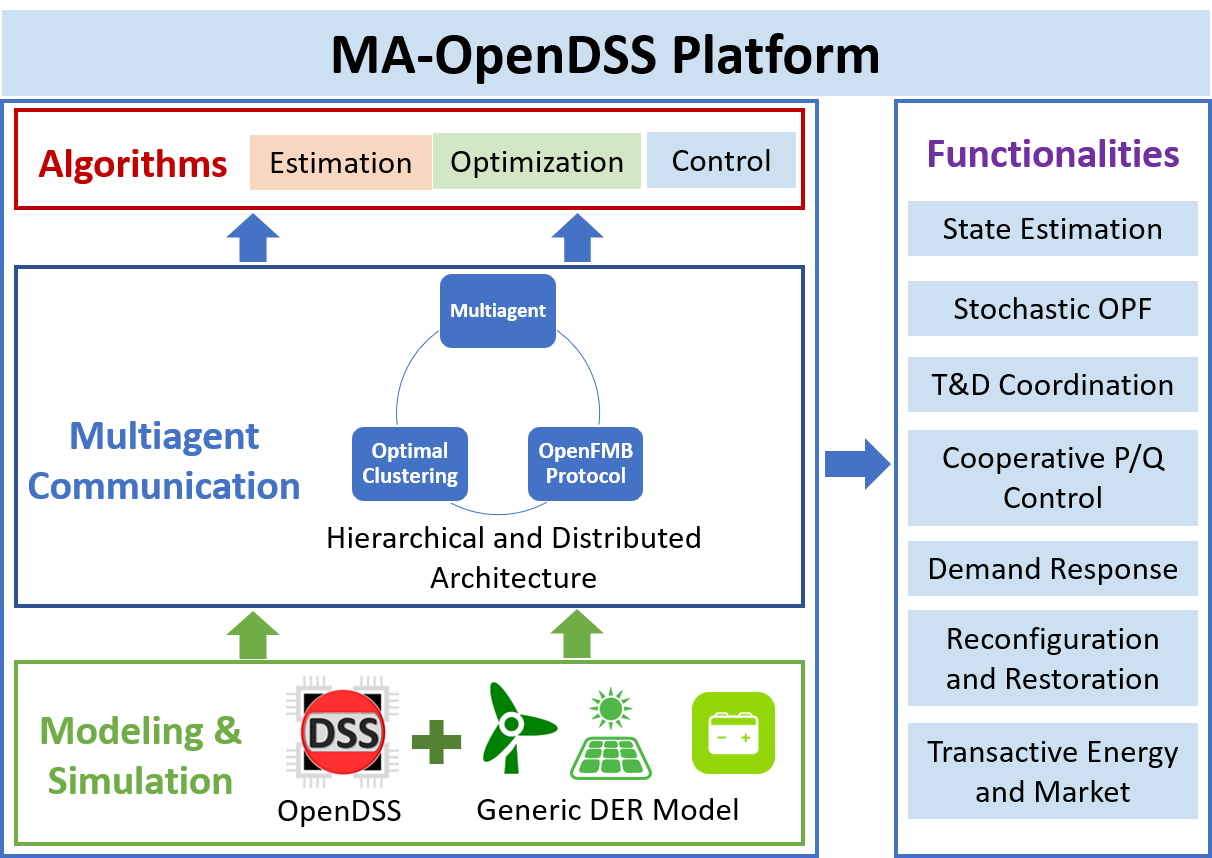 MA-OpenDSS Platform
Algorithms
Estimation
Optimization
Control
Multiagent
Communication
Multiagent
Optimal
Clustering
OpenFMB
Protocol
Hierarchical and Distributed
Architecture
Modeling &
Simulation
DSS
OpenDSS
Generic DER Model
Functionalities
State Estimation
Stochastic OPF
T&D Coordination
Cooperative P/Q
Control
Demand Response
Reconfiguration
and Restoration
Transactive Energy
and Market